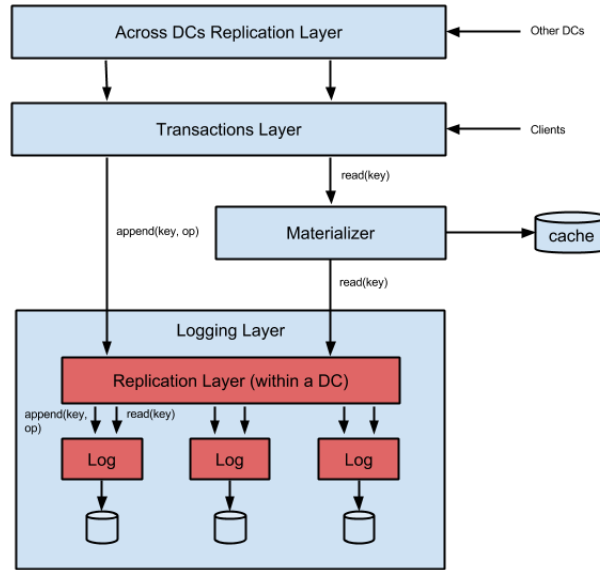 Across DCs Replication Layer
Other DCs
Transactions Layer
Clients
read(key)
append(key, op)
Materializer
cache
read(key)
Logging Layer
Replication Layer (within a DC)
append(key,
op)
read(key)
Log
Log
Log